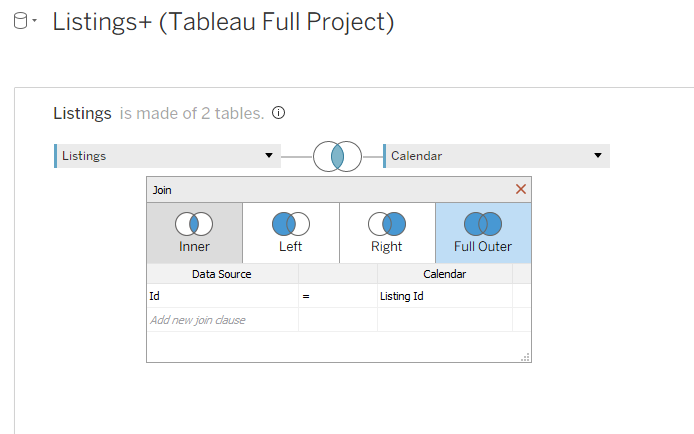 Listings+ (Tableau Full Project)
Listings is made of 2 tables.
Listings Calendar
Join
Inner Left Right Full Outer
Data Source Calendar
Id = Listing Id
Add new join clause